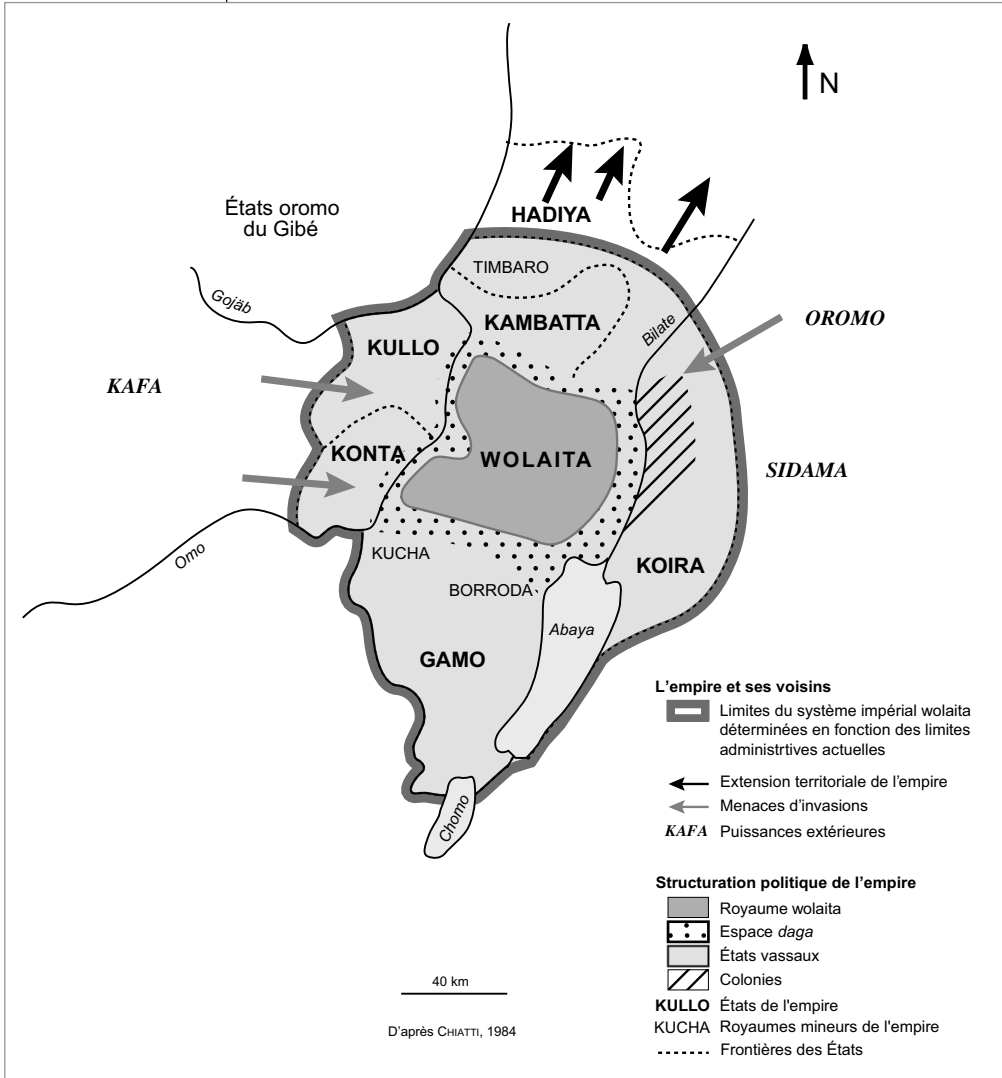 N
États oromo
du Gibé
HADIYA
TIMBARO
Gojäb
KAMBATTA
Bilate
OROMO
KULLO
KAFA
KONTA
WOLAITA
SIDAMA
Omo
KUCHA
KOIRA
BORRODA
Abaya
GAMO
Chomo
L'empire et ses voisins
Limites du système impérial wolaita
déterminées en fonction des limites
administrtives actuelles
Extension territoriale de l'empire
Menaces d'invasions
KAFA Puissances extérieures
Structuration politique de l'empire
Royaume wolaita
Espace daga
États vassaux
Colonies
KULLO États de l'empire
KUCHA Royaumes mineurs de l'empire
Frontières des États
40 km
D'après CHIATTI, 1984